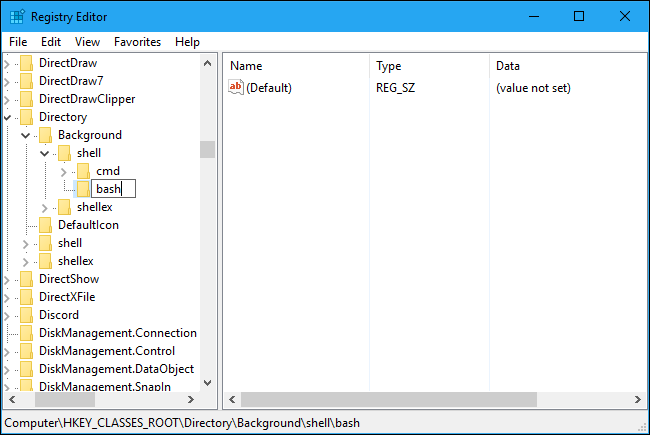 Registry Editor
File Edit View Favorites Help
DirectDraw
DirectDraw7
DirectDrawClipper
Directory
Background
shell
cmd
bash
shellex
DefaultIcon
shell
shellex
DirectShow
DirectXFile
Discord
DiskManagement.Connection
DiskManagement.Control
DiskManagement.DataObject
DiskManagement.SnapIn
Name Type Data
ab (Default) REG_SZ (value not set)
Computer\HKEY_CLASSES_ROOT\Directory\Background\shell\bash